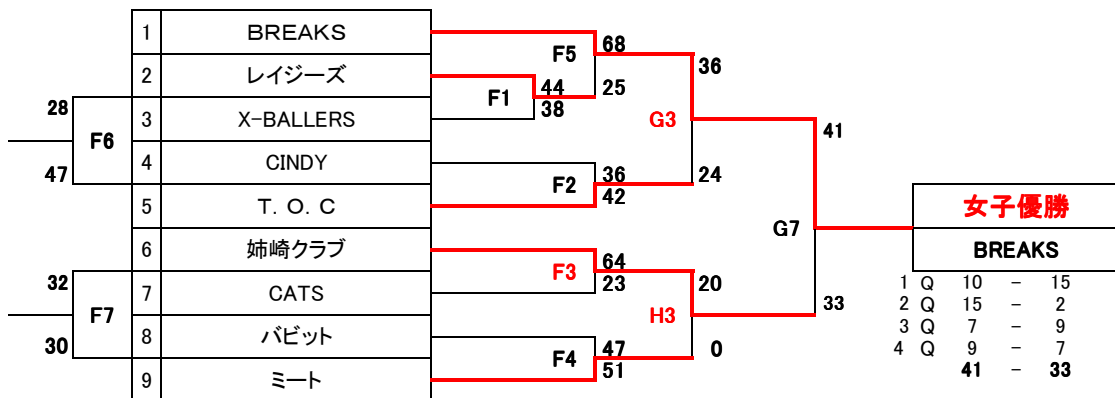 1 BREAKS
2 レイジーズ
3 X-BALLERS
4 CINDY
5 T. O. C
6 姉崎クラブ
7 CATS
8 バビット
9 ミート
28
F6
47
32
F7
30
F5
68
25
F1
44
38
F2
36
42
F3
64
23
F4
47
51
36
G3
24
20
H3
0
41
G7
33
女子優勝
BREAKS
1 Q 10 - 15
2 Q 15 - 2
3 Q 7 - 9
4 Q 9 - 7
41 - 33